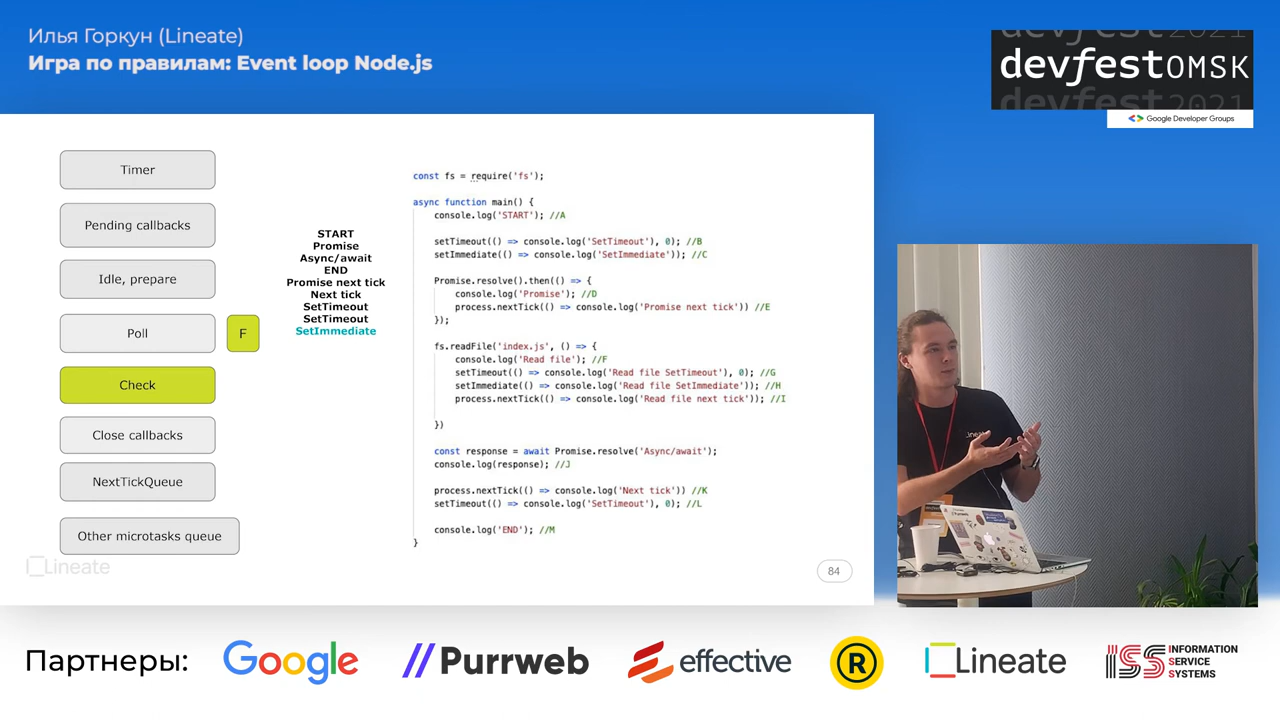 Илья Горкун (Lineate)
Игра по правилам: Event loop Node.js
devfest 2021
devfest OMSK
devfest 2021
Google Developer Groups
Timer
Pending callbacks
Idle, prepare
Poll
F
Check
Close callbacks
NextTickQueue
Other microtasks queue
START
Promise
Async/await
END
Promise next tick
Next tick
SetTimeout
SetTimeout
SetImmediate
const fs = require('fs');
async function main() {
console.log('START'); //A
setTimeout(() => console.log('SetTimeout'), 0); //B
setImmediate(() => console.log('SetImmediate')); //C
Promise.resolve().then(() => {
console.log('Promise'); //D
process.nextTick(() => console.log('Promise next tick')) //E
});
fs.readFile('index.js', () => {
console.log('Read file'); //F
setTimeout(() => console.log('Read file SetTimeout'), 0); //G
setImmediate(() => console.log('Read file SetImmediate')); //H
process.nextTick(() => console.log('Read file next tick')); //I
})
const response = await Promise.resolve('Async/await');
console.log(response); //J
process.nextTick(() => console.log('Next tick')) //K
setTimeout(() => console.log('SetTimeout'), 0); //L
console.log('END'); //M
}
Lineate
84
Партнеры:
Google
Purrweb
effective
R
Lineate
ISS INFORMATION
SERVICE
SYSTEMS